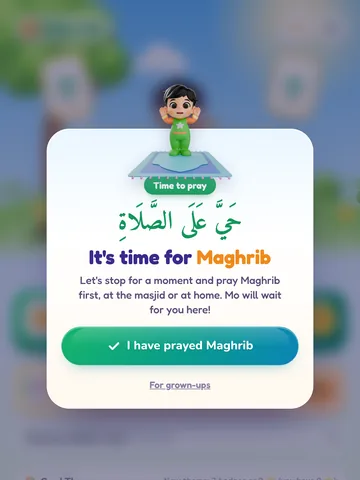 Time to pray
حَيَّ عَلَى الصَّلَاةِ
It's time for Maghrib
Let's stop for a moment and pray Maghrib
first, at the masjid or at home. Mo will wait
for you here!
I have prayed Maghrib
For grown-ups